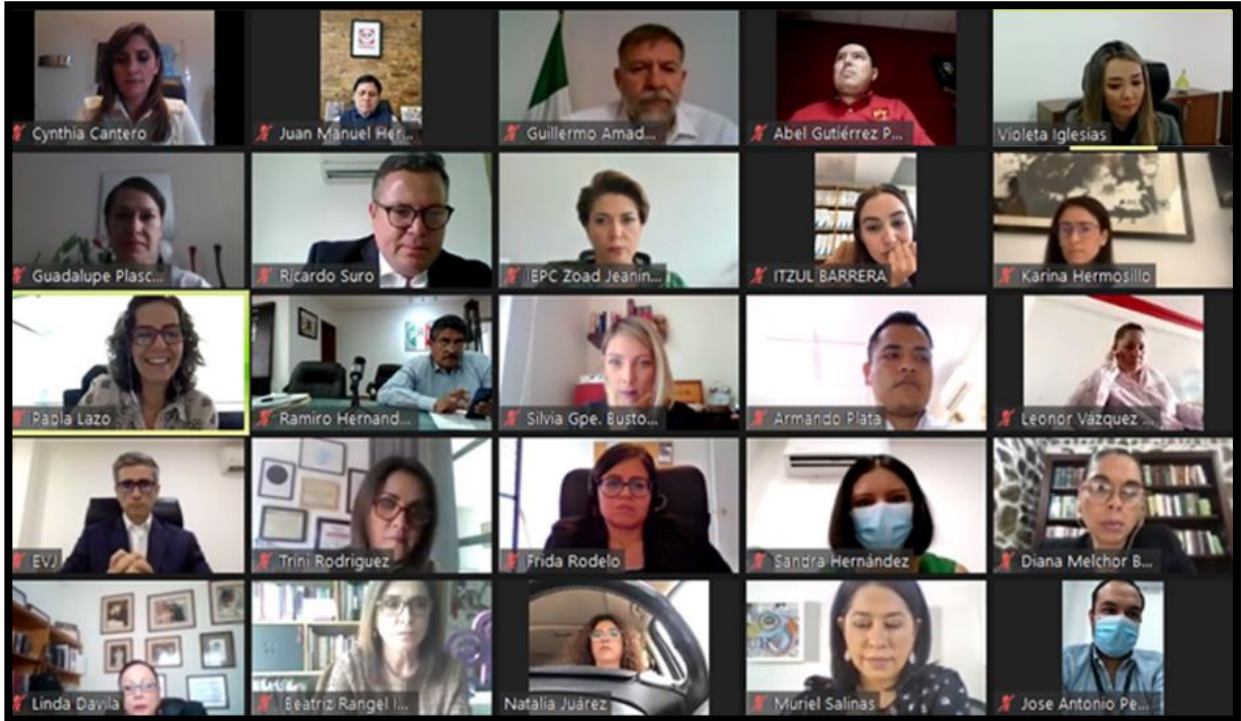 Cynthia Cantero
Juan Manuel Her...
Guillermo Amad...
Abel Gutiérrez P...
Violeta Iglesias
Guadalupe Plasc...
Ricardo Suro
IEPC Zoad Jeanin...
ITZUL BARRERA
Karina Hermosillo
Paola Lazo
Ramiro Hernand...
Silvia Gpe. Busto...
Armando Plata
Leonor Vázquez ...
EVJ
Trini Rodriguez
Frida Rodelo
Sandra Hernández
Diana Melchor B...
Linda Davila
Beatriz Rangel I...
Natalia Juárez
Muriel Salinas
Jose Antonio Pe...